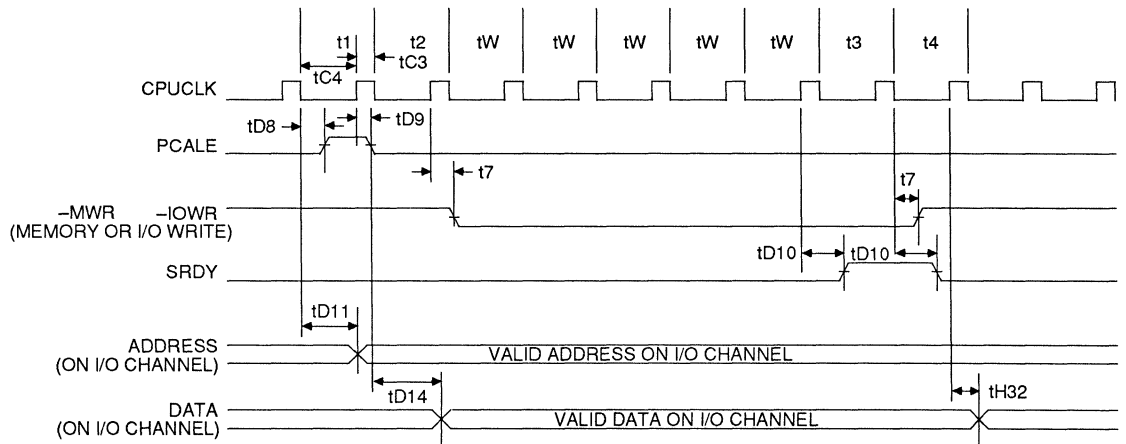 t1 t2 tW tW tW tW tW t3 t4
tC4 tC3
CPUCLK
tD8 tD9
PCALE
t7 t7
–MWR –IOWR
(MEMORY OR I/O WRITE)
tD10 tD10
SRDY
tD11
ADDRESS
(ON I/O CHANNEL)
VALID ADDRESS ON I/O CHANNEL
tD14 tH32
DATA
(ON I/O CHANNEL)
VALID DATA ON I/O CHANNEL